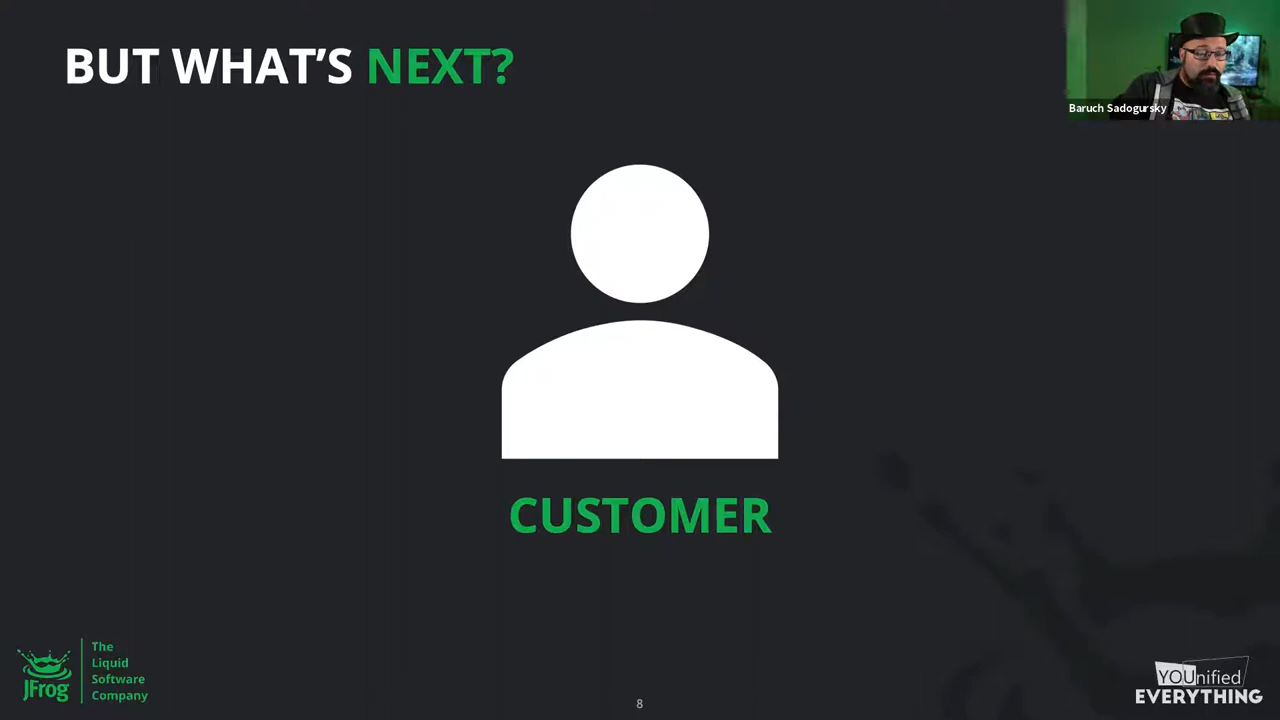 BUT WHAT’S NEXT?
Baruch Sadogursky
CUSTOMER
The
Liquid
Software
Company
JFrog
8
YOUnified
EVERYTHING